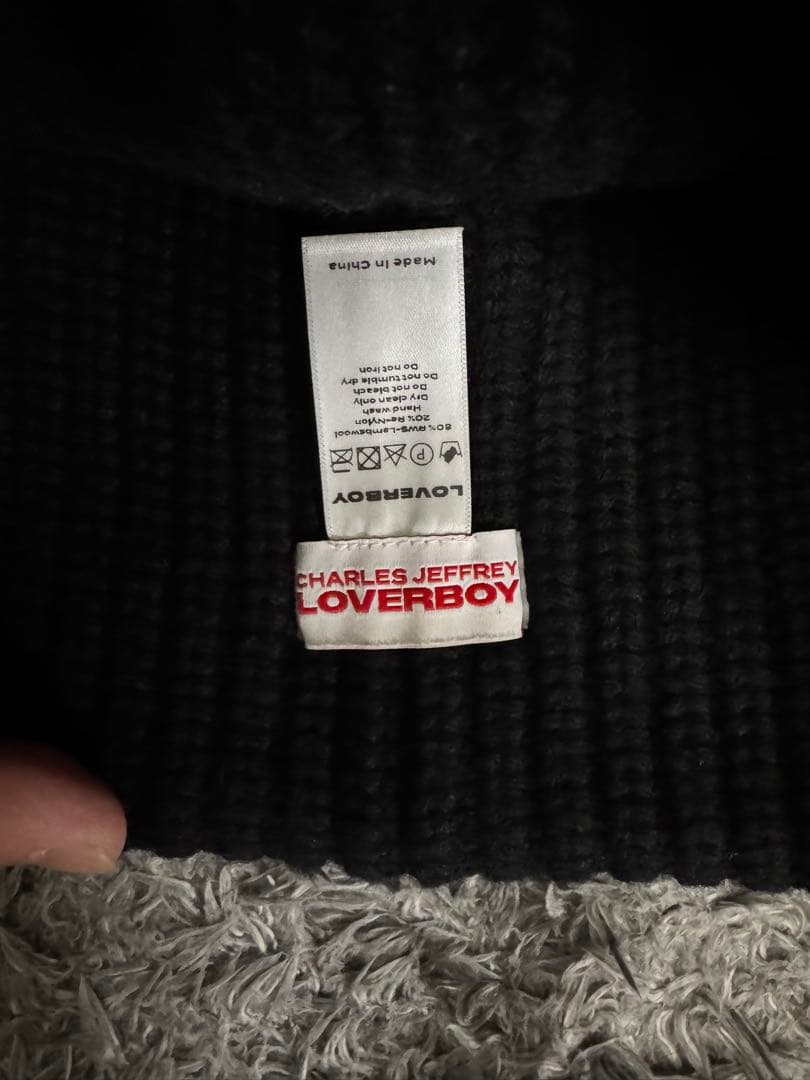 CHARLES JEFFREY
LOVERBOY
LOVERBOY
P
80% RWS-Lambswool
20% Re-Nylon
Hand wash
Dry clean only
Do not bleach
Do not tumble dry
Do not iron
Made in China